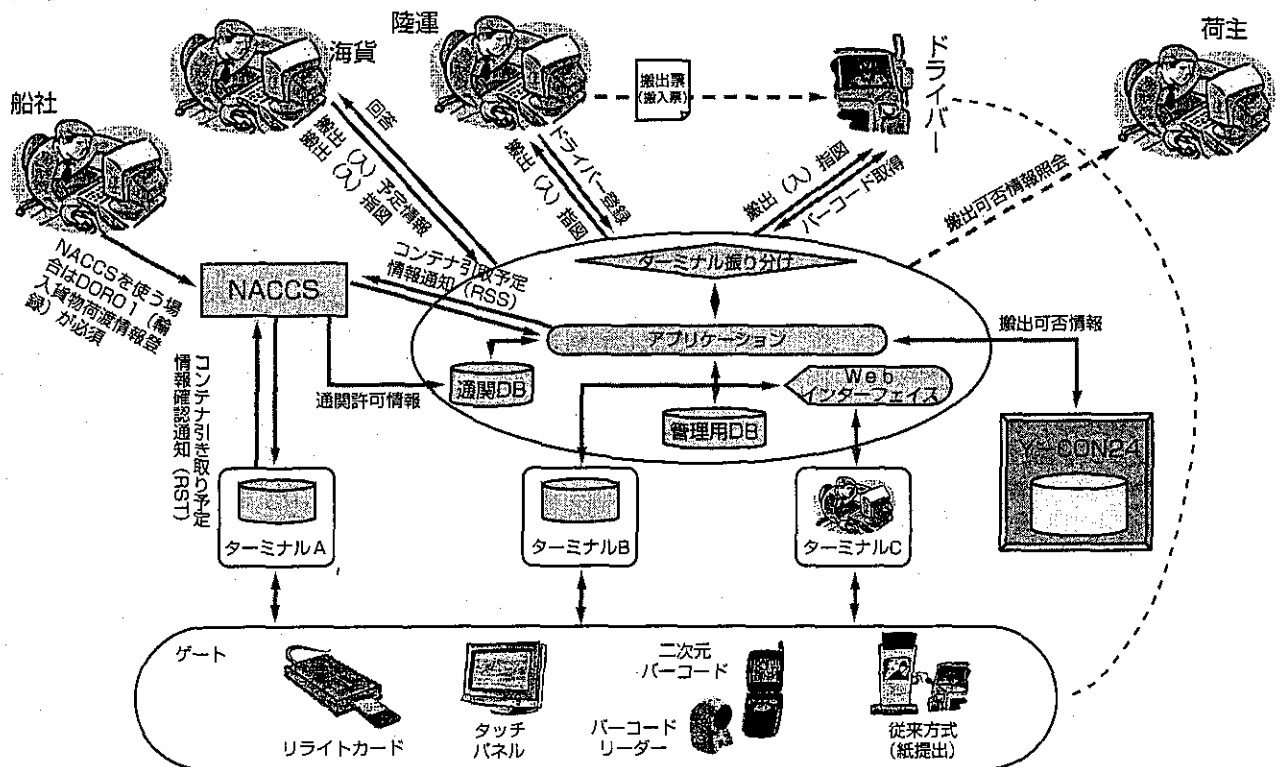 荷主
陸運
海貨
船社
ドライバー
搬出票
(搬入票)
回答
搬出(入)予定情報
搬出(入)指図
ドライバー登録
搬出(入)指図
搬出(入)指図
バーコード取得
搬出可否情報照会
NACCSを使う場
合はDOR01(輸
入貨物荷渡情報登
録)が必須
NACCS
コンテナ引取予定
情報通知(RSS)
ターミナル振り分け
アプリケーション
搬出可否情報
通関DB
通関許可情報
Web
インターフェイズ
管理用DB
コンテナ引き取り予定
情報確認通知(RST)
Y-CON24
ターミナルA
ターミナルB
ターミナルC
ゲート
リライトカード
タッチ
パネル
二次元
バーコード
バーコード
リーダー
従来方式
(紙提出)